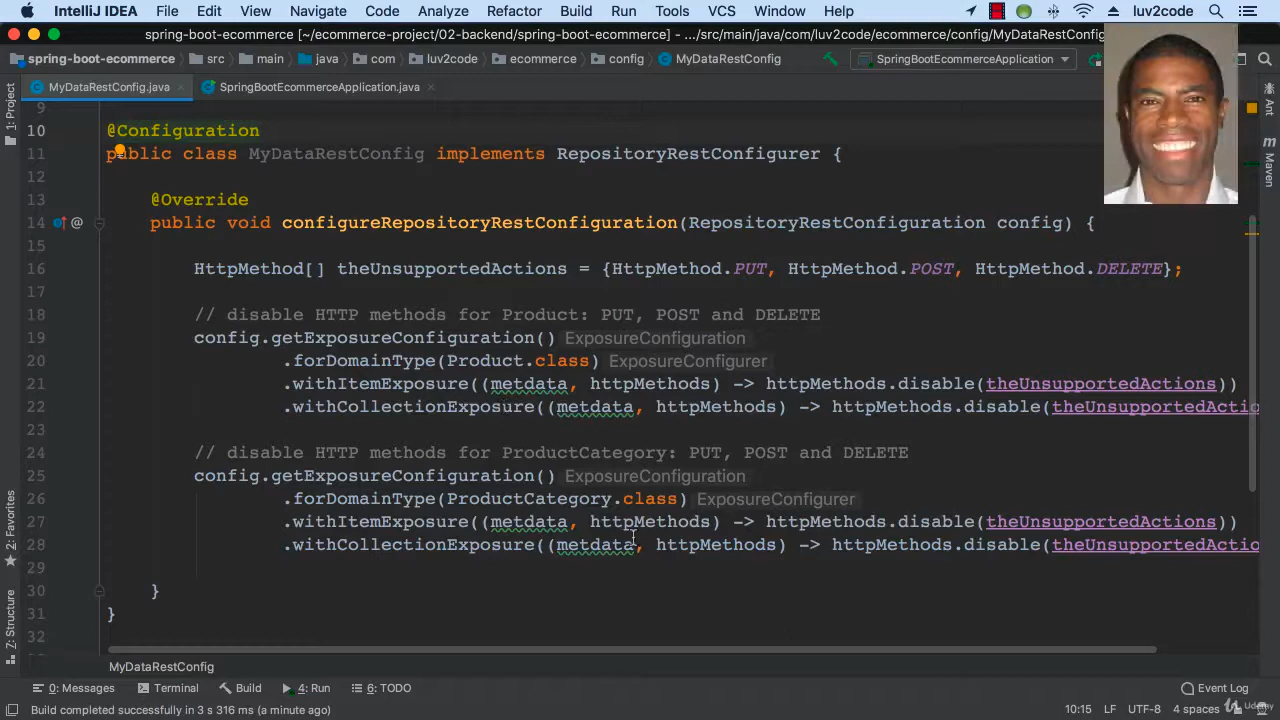 IntelliJ IDEA File Edit View Navigate Code Analyze Refactor Build Run Tools VCS Window Help luv2code
spring-boot-ecommerce [~/ecommerce-project/02-backend/spring-boot-ecommerce] - .../src/main/java/com/luv2code/ecommerce/config/MyDataRestConfig
spring-boot-ecommerce src main java com luv2code ecommerce config MyDataRestConfig SpringBootEcommerceApplication
MyDataRestConfig.java SpringBootEcommerceApplication.java
1: Project
Ant
Maven
2: Favorites
Z: Structure
9
10 @Configuration
11 public class MyDataRestConfig implements RepositoryRestConfigurer {
12
13 @Override
14 @ public void configureRepositoryRestConfiguration(RepositoryRestConfiguration config) {
15
16 HttpMethod[] theUnsupportedActions = {HttpMethod.PUT, HttpMethod.POST, HttpMethod.DELETE};
17
18 // disable HTTP methods for Product: PUT, POST and DELETE
19 config.getExposureConfiguration() ExposureConfiguration
20 .forDomainType(Product.class) ExposureConfigurer
21 .withItemExposure((metdata, httpMethods) -> httpMethods.disable(theUnsupportedActions))
22 .withCollectionExposure((metdata, httpMethods) -> httpMethods.disable(theUnsupportedActio
23
24 // disable HTTP methods for ProductCategory: PUT, POST and DELETE
25 config.getExposureConfiguration() ExposureConfiguration
26 .forDomainType(ProductCategory.class) ExposureConfigurer
27 .withItemExposure((metdata, httpMethods) -> httpMethods.disable(theUnsupportedActions))
28 .withCollectionExposure((metdata, httpMethods) -> httpMethods.disable(theUnsupportedActio
29
30 }
31 }
32
MyDataRestConfig
0: Messages Terminal Build 4: Run 6: TODO Event Log
Build completed successfully in 3 s 316 ms (a minute ago) 10:15 LF UTF-8 4 spaces Udemy